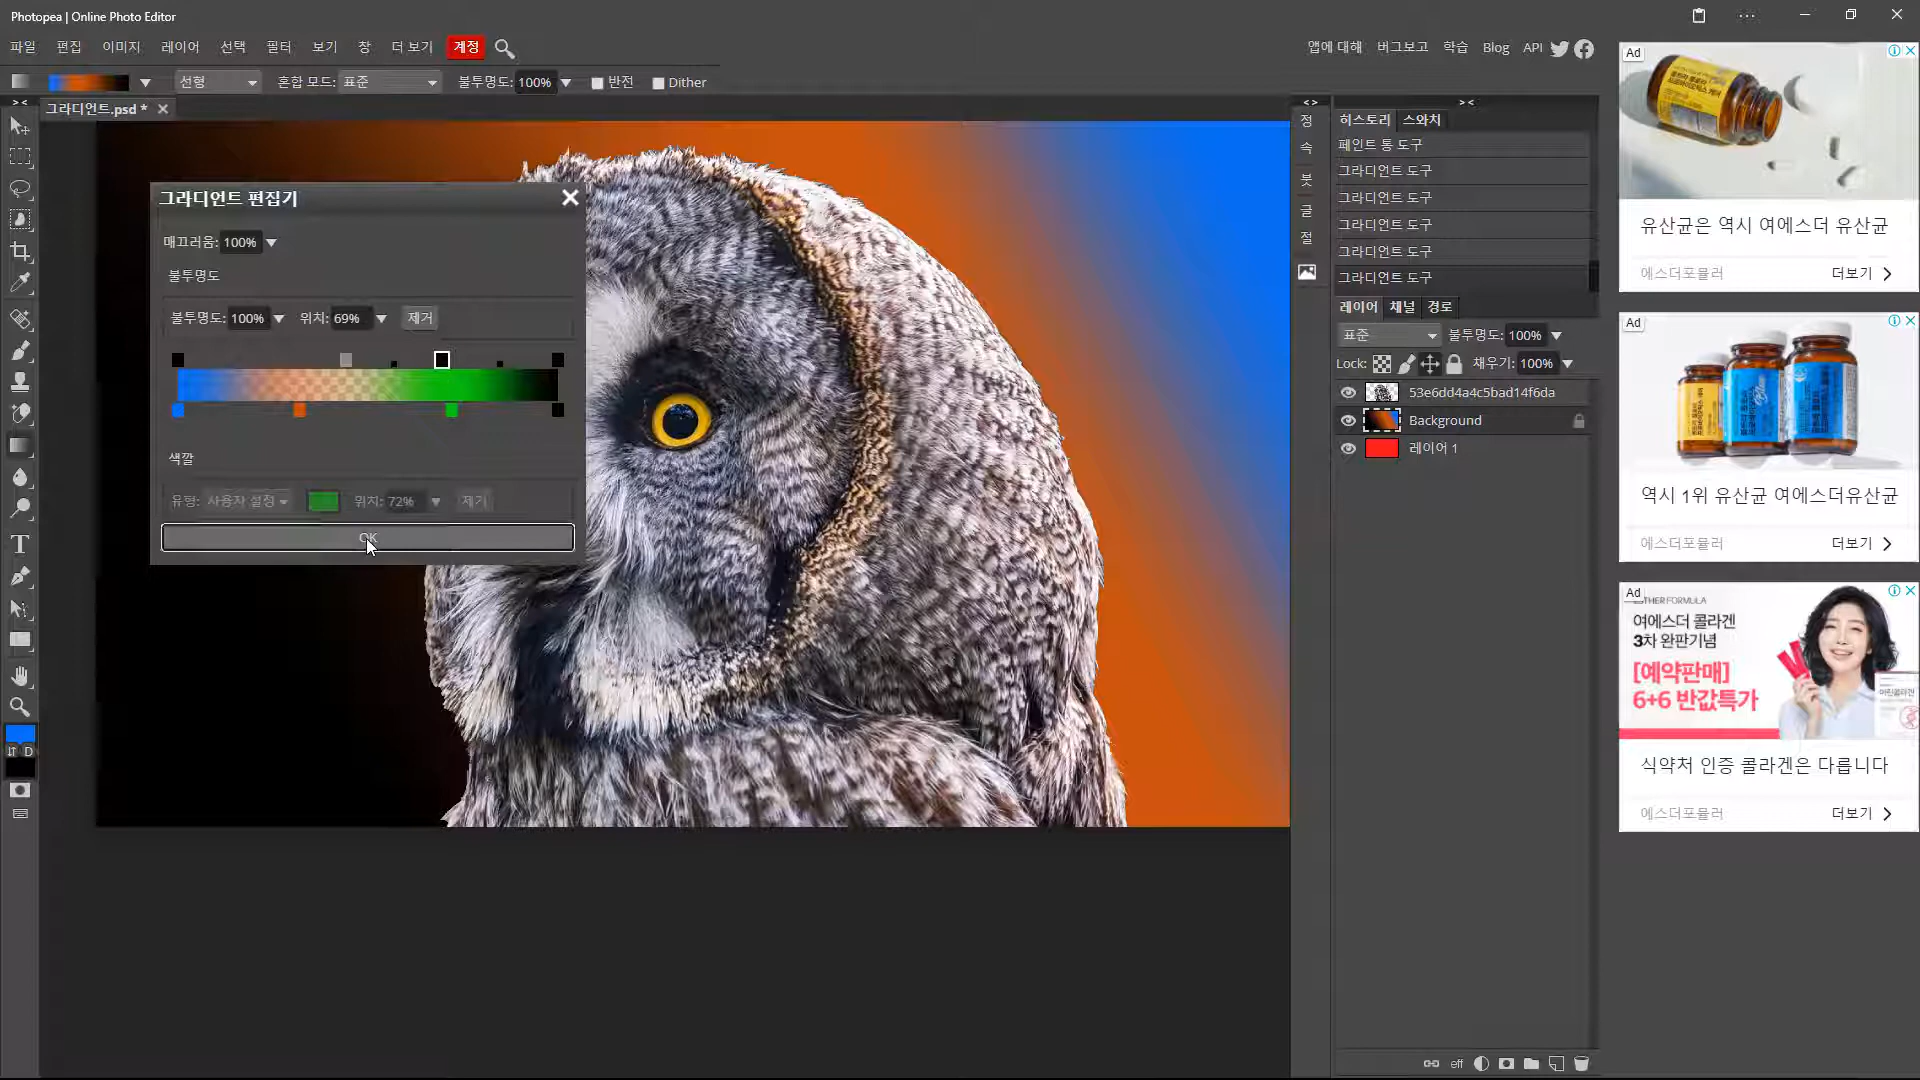 Photopea | Online Photo Editor
파일 편집 이미지 레이어 선택 필터 보기 창 더 보기 계정
앱에 대해 버그보고 학습 Blog API
선형 혼합 모드: 표준 불투명도: 100% 반전 Dither
그라디언트.psd *
그라디언트 편집기
매끄러움: 100%
불투명도
불투명도: 100% 위치: 69% 제거
색깔
유형: 사용자 설정 위치: 72% 제거
OK
정
속
붓
글
절
히스토리 스와치
페인트 통 도구
그라디언트 도구
그라디언트 도구
그라디언트 도구
그라디언트 도구
그라디언트 도구
레이어 채널 경로
표준 불투명도: 100%
Lock: 채우기: 100%
53e6dd4a4c5bad14f6da
Background
레이어 1
eff
D
Ad
유산균은 역시 여에스더 유산균
에스더포뮬러 더보기
Ad
역시 1위 유산균 여에스더유산균
에스더포뮬러 더보기
Ad
여에스더 콜라겐
3차 완판기념
[예약판매]
6+6 반값특가
식약처 인증 콜라겐은 다릅니다
에스더포뮬러 더보기